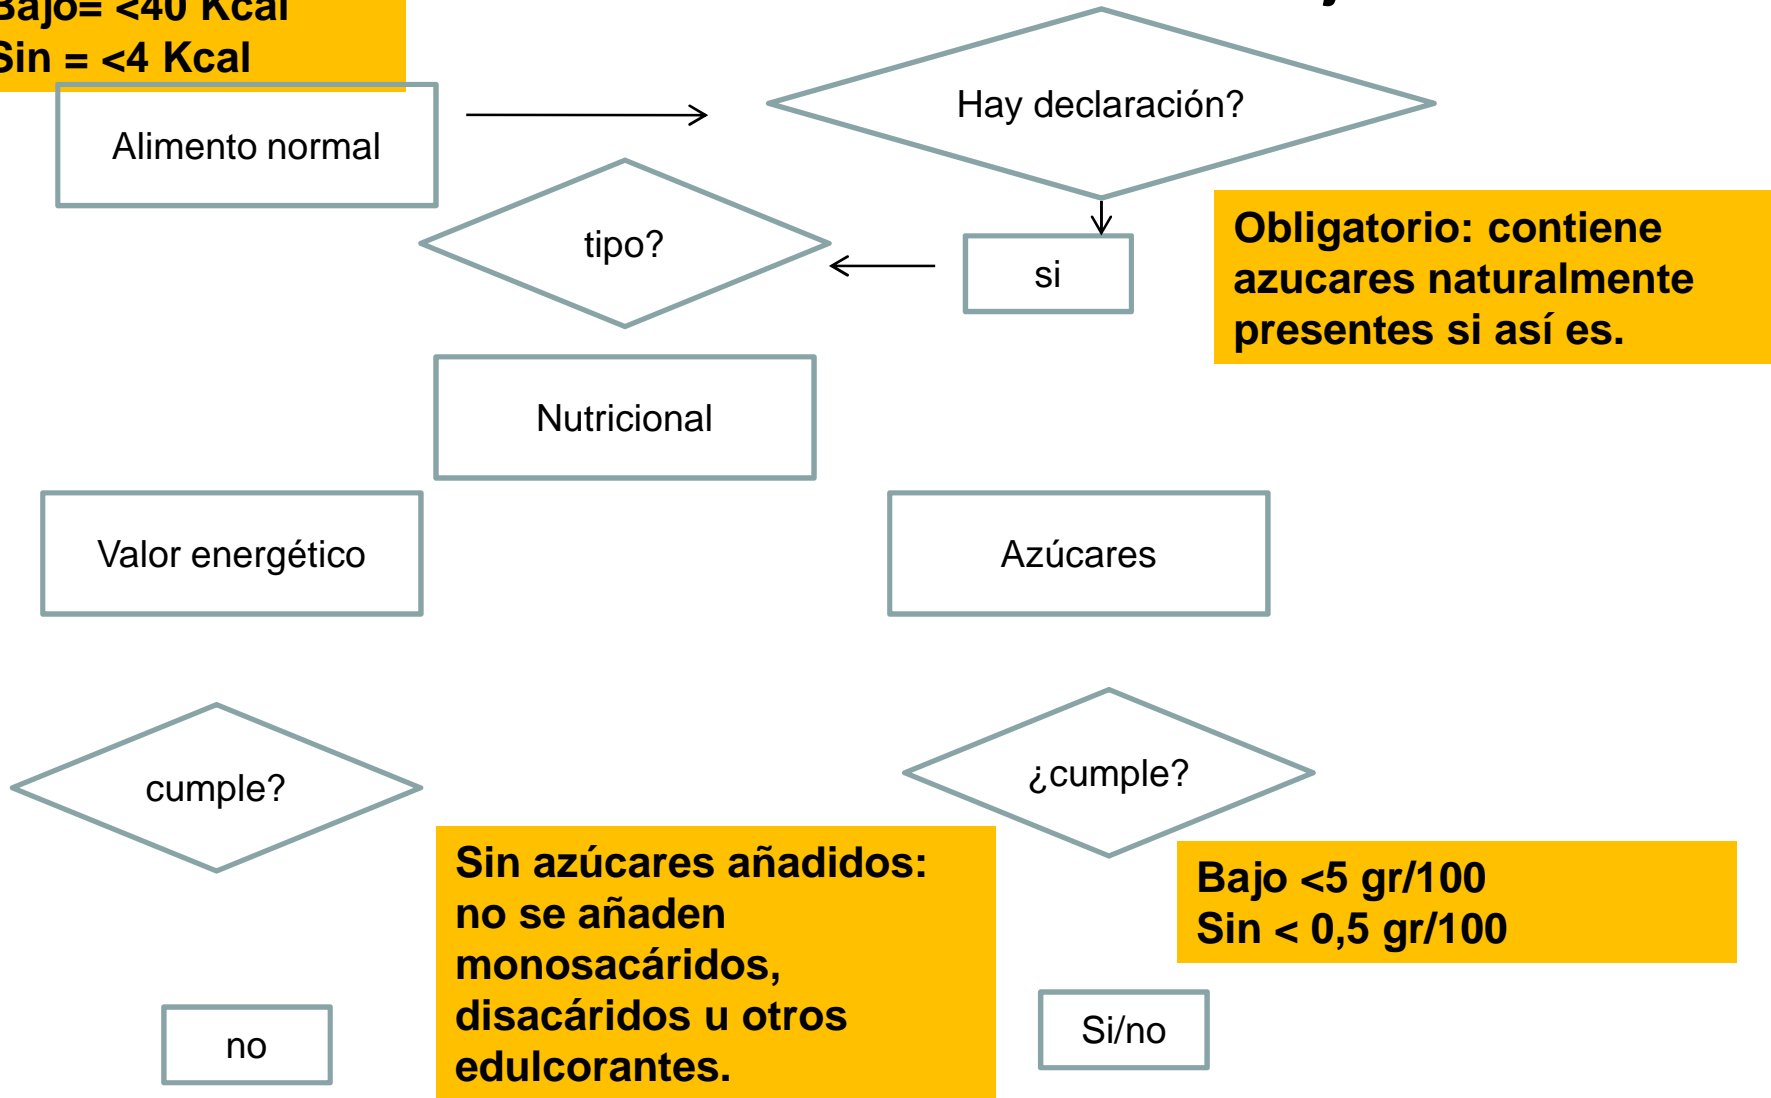 Bajo= <40 Kcal
Sin = <4 Kcal
Alimento normal
Hay declaración?
tipo?
si
Obligatorio: contiene
azucares naturalmente
presentes si así es.
Nutricional
Valor energético
Azúcares
cumple?
¿cumple?
Sin azúcares añadidos:
no se añaden
monosacáridos,
disacáridos u otros
edulcorantes.
Bajo <5 gr/100
Sin < 0,5 gr/100
no
Si/no